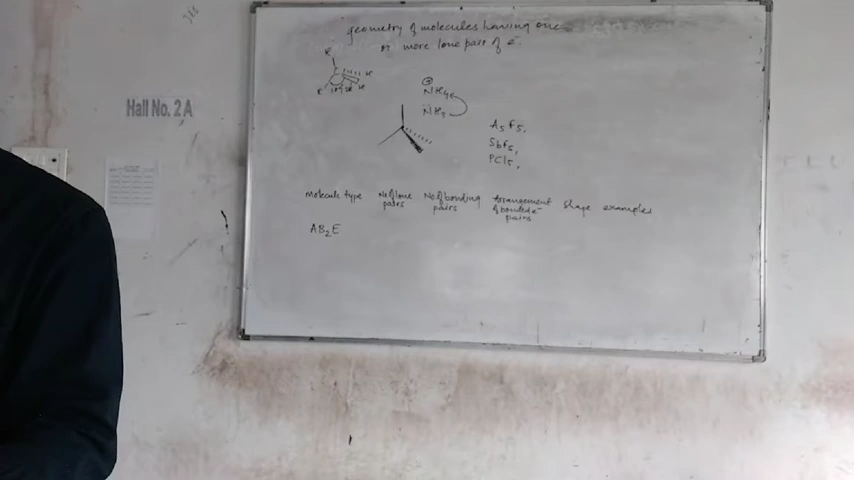 geometry of molecules having one
or more lone pair of e⁻.
Hall No. 2A
R
C H
R H H
⊕
NH₄
NH₃
AsF₅,
SbF₅,
PCl₅,
Molecule type No of lone pairs No of bonding pairs Arrangement of bonded e⁻ pairs Shape examples
AB₂E